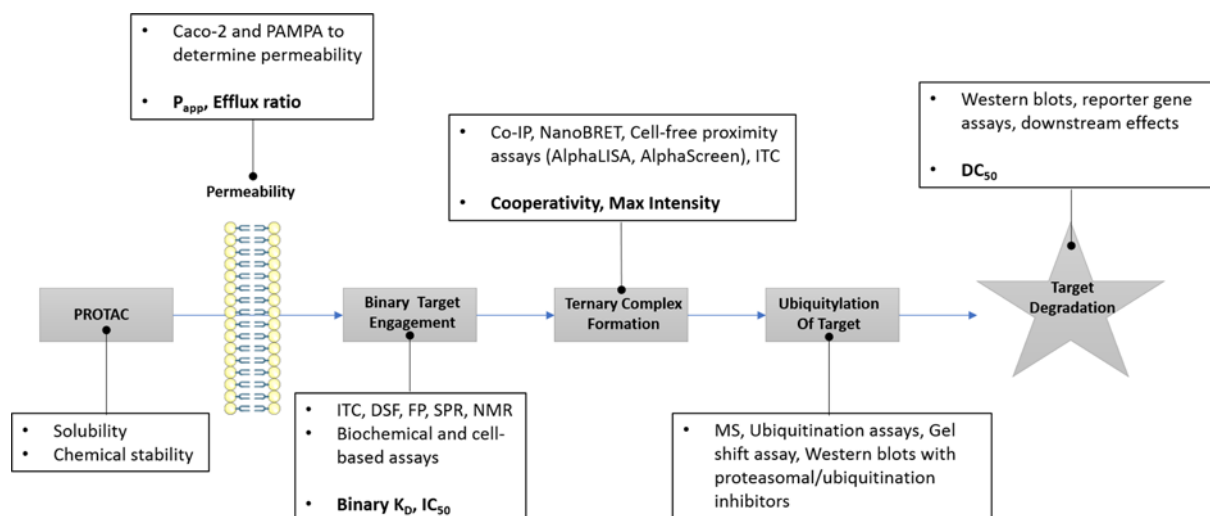 • Caco-2 and PAMPA to
determine permeability
• Papp, Efflux ratio
Permeability
• Co-IP, NanoBRET, Cell-free proximity
assays (AlphaLISA, AlphaScreen), ITC
• Cooperativity, Max Intensity
• Western blots, reporter gene
assays, downstream effects
• DC50
PROTAC
Binary Target
Engagement
Ternary Complex
Formation
Ubiquitylation
Of Target
Target
Degradation
• Solubility
• Chemical stability
• ITC, DSF, FP, SPR, NMR
• Biochemical and cell-
based assays
• Binary KD, IC50
• MS, Ubiquitination assays, Gel
shift assay, Western blots with
proteasomal/ubiquitination
inhibitors